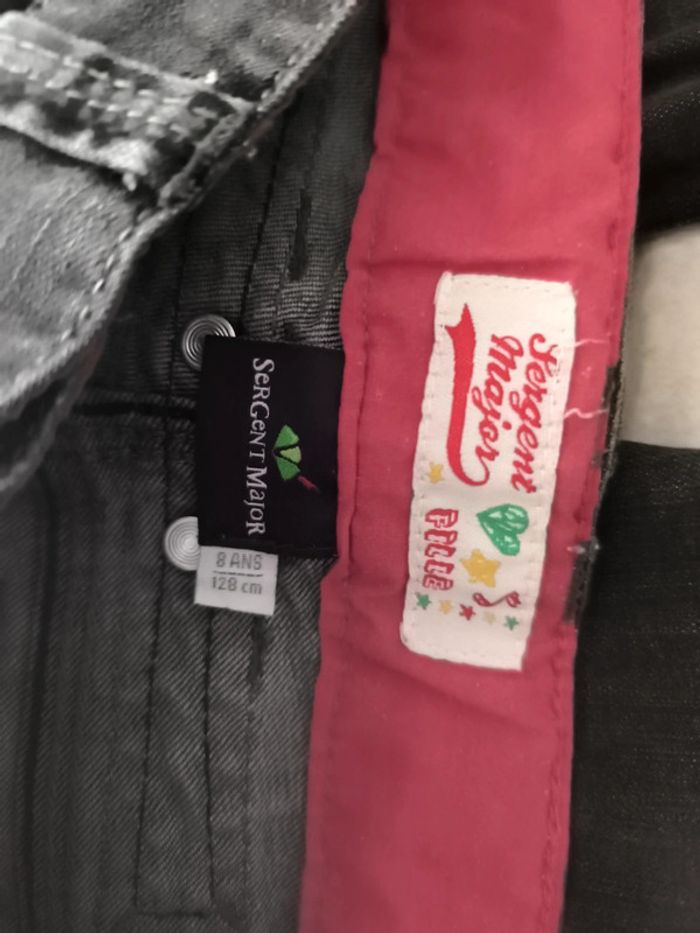 SERGENT MAJOR
8 ANS
128 cm
Sergent
Major
FILLE